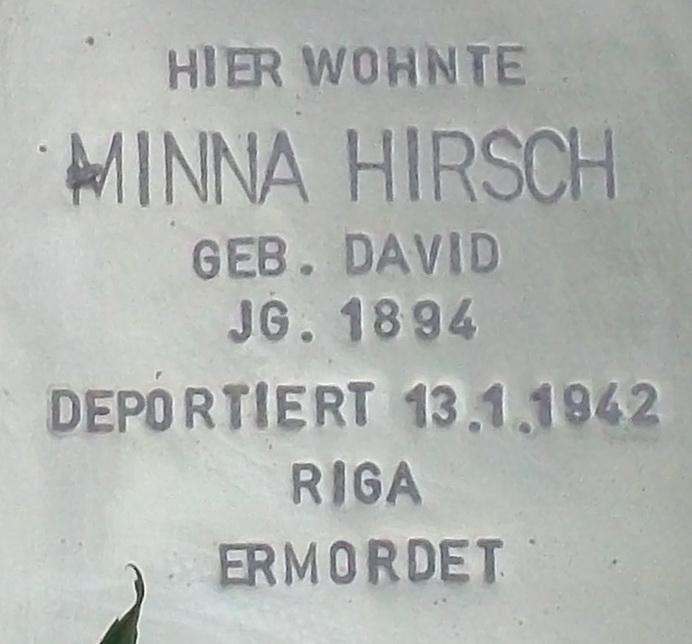 HIER WOHNTE
MINNA HIRSCH
GEB. DAVID
JG. 1894
DEPORTIERT 13.1.1942
RIGA
ERMORDET